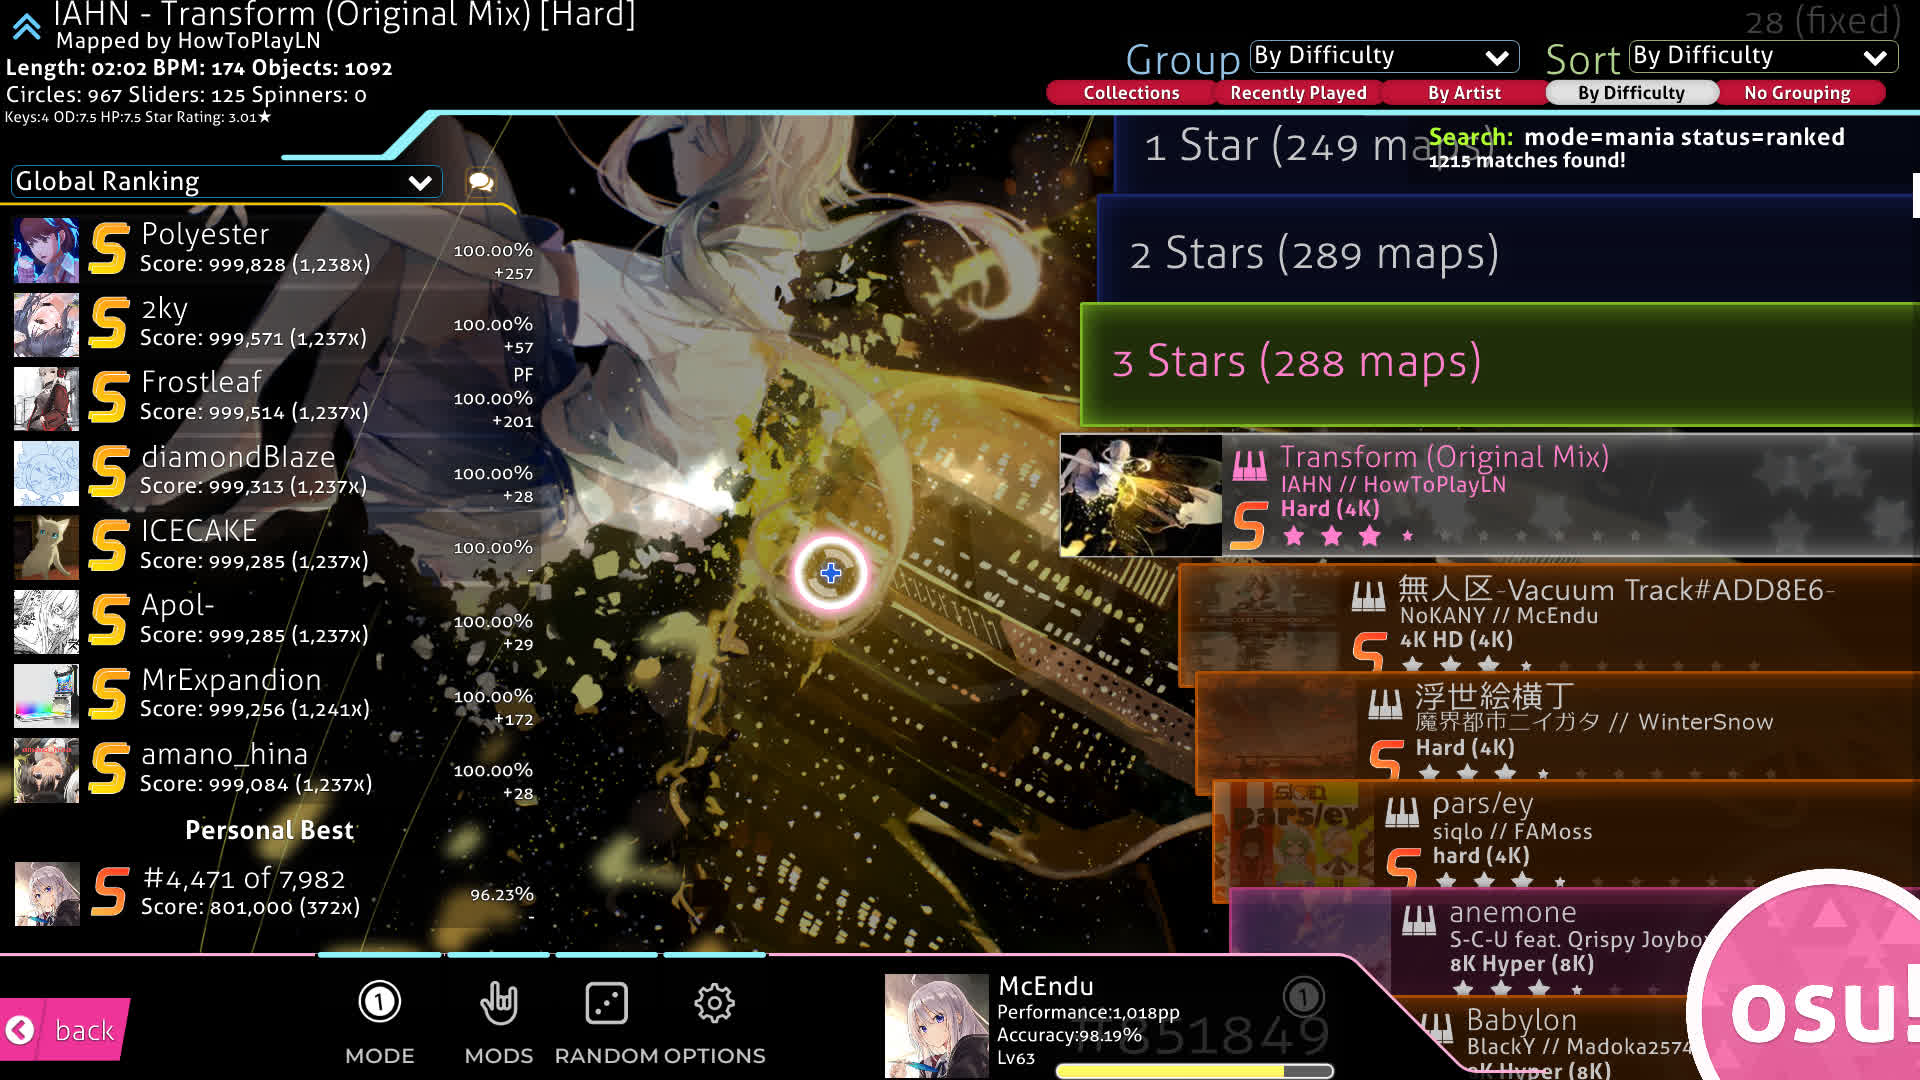 IAHN - Transform (Original Mix) [Hard]
Mapped by HowToPlayLN
Length: 02:02 BPM: 174 Objects: 1092
Circles: 967 Sliders: 125 Spinners: 0
Keys:4 OD:7.5 HP:7.5 Star Rating: 3.01★
28 (fixed)
Group By Difficulty Sort By Difficulty
Collections Recently Played By Artist By Difficulty No Grouping
Search: mode=mania status=ranked
1215 matches found!
Global Ranking
Polyester
Score: 999,828 (1,238x)
100.00%
+257
2ky
Score: 999,571 (1,237x)
100.00%
+57
Frostleaf
Score: 999,514 (1,237x)
PF
100.00%
+201
diamondBlaze
Score: 999,313 (1,237x)
100.00%
+28
ICECAKE
Score: 999,285 (1,237x)
100.00%
-
Apol-
Score: 999,285 (1,237x)
100.00%
+29
MrExpandion
Score: 999,256 (1,241x)
100.00%
+172
amano_hina
Score: 999,084 (1,237x)
100.00%
+28
Personal Best
#4,471 of 7,982
Score: 801,000 (372x)
96.23%
-
1 Star (249 maps)
2 Stars (289 maps)
3 Stars (288 maps)
Transform (Original Mix)
IAHN // HowToPlayLN
Hard (4K)
無人区-Vacuum Track#ADD8E6-
NoKANY // McEndu
4K HD (4K)
浮世絵横丁
魔界都市ニイガタ // WinterSnow
Hard (4K)
pars/ey
pars/ey
siqlo // FAMoss
hard (4K)
anemone
S-C-U feat. Qrispy Joybo
8K Hyper (8K)
Babylon
BlackY // Madoka2574
8K Hyper (8K)
back
MODE
MODS
RANDOM
OPTIONS
McEndu
Performance:1,018pp
Accuracy:98.19%
Lv63
#851849
osu!